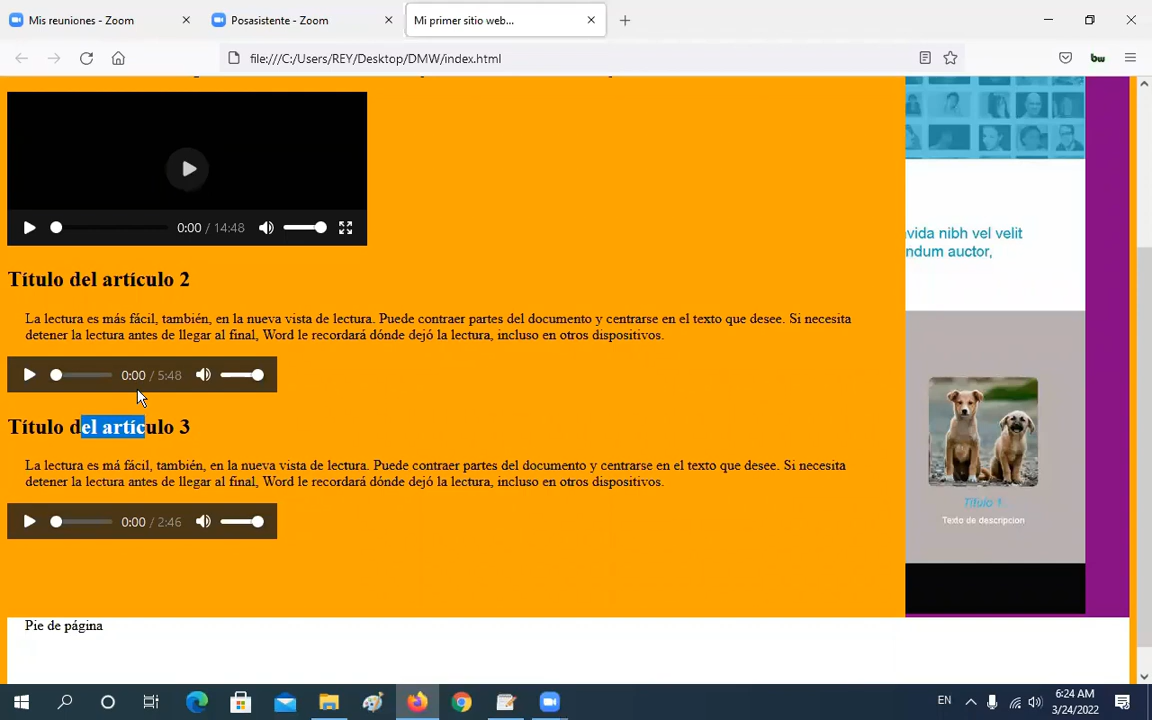 Mis reuniones - Zoom
Posasistente - Zoom
Mi primer sitio web...
file:///C:/Users/REY/Desktop/DMW/index.html
bw
0:00 / 14:48
Título del artículo 2
La lectura es más fácil, también, en la nueva vista de lectura. Puede contraer partes del documento y centrarse en el texto que desee. Si necesita
detener la lectura antes de llegar al final, Word le recordará dónde dejó la lectura, incluso en otros dispositivos.
0:00 / 5:48
Título del artículo 3
La lectura es má fácil, también, en la nueva vista de lectura. Puede contraer partes del documento y centrarse en el texto que desee. Si necesita
detener la lectura antes de llegar al final, Word le recordará dónde dejó la lectura, incluso en otros dispositivos.
0:00 / 2:46
vida nibh vel velit
ndum auctor,
Titulo 1
Texto de descripcion
Pie de página
EN
6:24 AM
3/24/2022